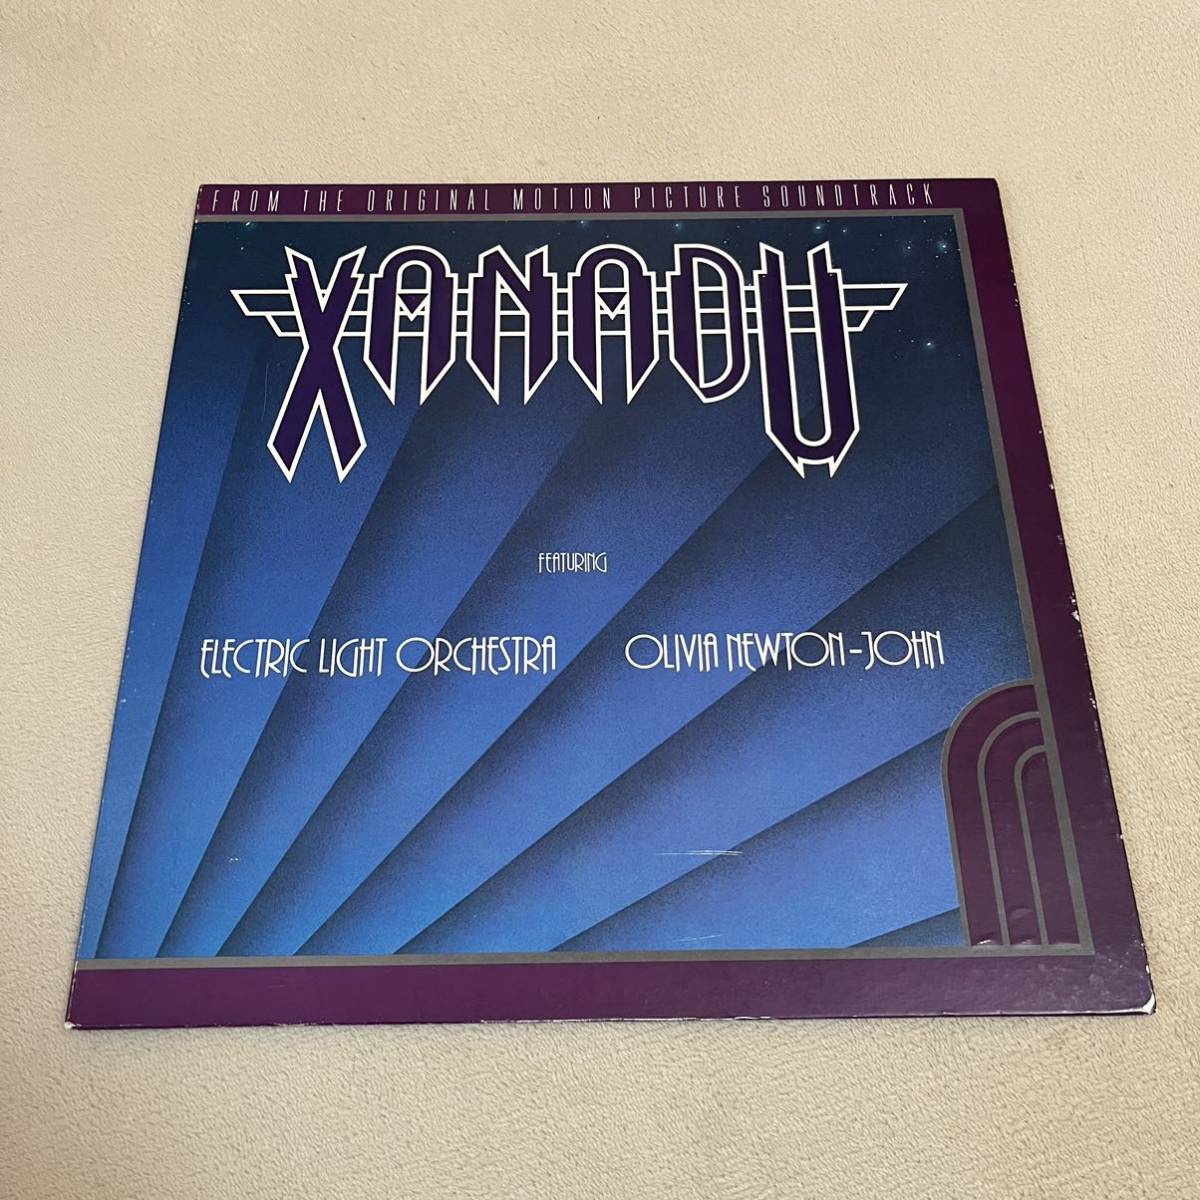 FROM THE ORIGINAL MOTION PICTURE SOUNDTRACK
XANADU
FEATURING
ELECTRIC LIGHT ORCHESTRA OLIVIA NEWTON-JOHN